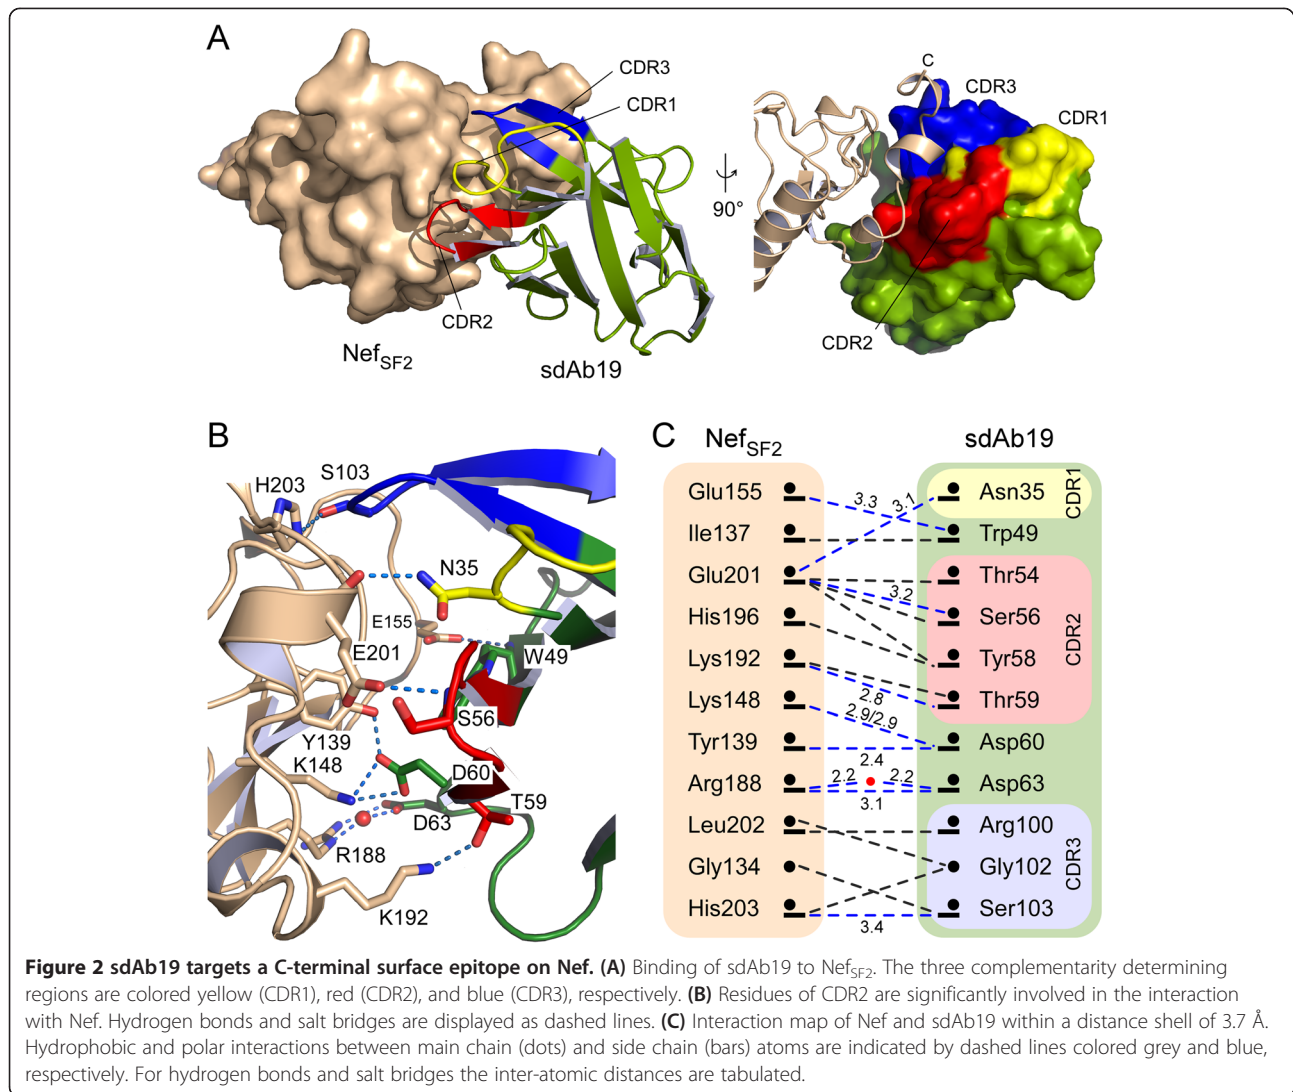 A
CDR3
CDR1
CDR2
NefSF2
sdAb19
90°
C
CDR3
CDR1
CDR2
B
H203
S103
N35
E155
E201
W49
S56
Y139
K148
D60
T59
D63
R188
K192
C
NefSF2
sdAb19
Glu155
3.3
3.1
Asn35
CDR1
Ile137
Trp49
Glu201
Thr54
3.2
His196
Ser56
CDR2
Lys192
Tyr58
2.8
Lys148
Thr59
2.9/2.9
Tyr139
Asp60
2.4
Arg188
2.2
2.2
Asp63
3.1
Leu202
Arg100
Gly134
Gly102
CDR3
His203
Ser103
3.4
Figure 2 sdAb19 targets a C-terminal surface epitope on Nef. (A) Binding of sdAb19 to NefSF2. The three complementarity determining
regions are colored yellow (CDR1), red (CDR2), and blue (CDR3), respectively. (B) Residues of CDR2 are significantly involved in the interaction
with Nef. Hydrogen bonds and salt bridges are displayed as dashed lines. (C) Interaction map of Nef and sdAb19 within a distance shell of 3.7 Å.
Hydrophobic and polar interactions between main chain (dots) and side chain (bars) atoms are indicated by dashed lines colored grey and blue,
respectively. For hydrogen bonds and salt bridges the inter-atomic distances are tabulated.